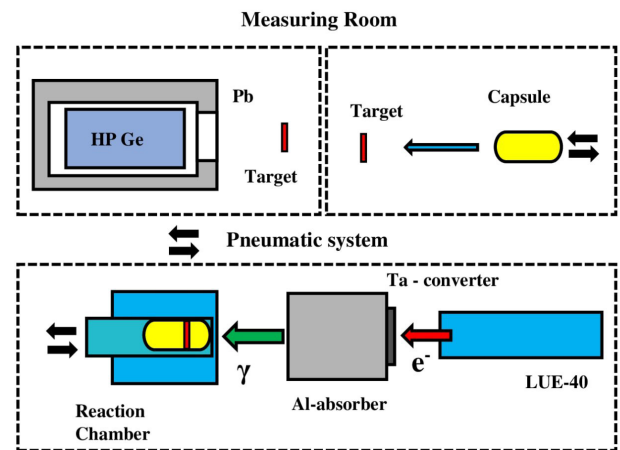 Measuring Room
Pb
HP Ge
Target
Target
Capsule
Pneumatic system
Ta - converter
γ
e-
LUE-40
Al-absorber
Reaction
Chamber